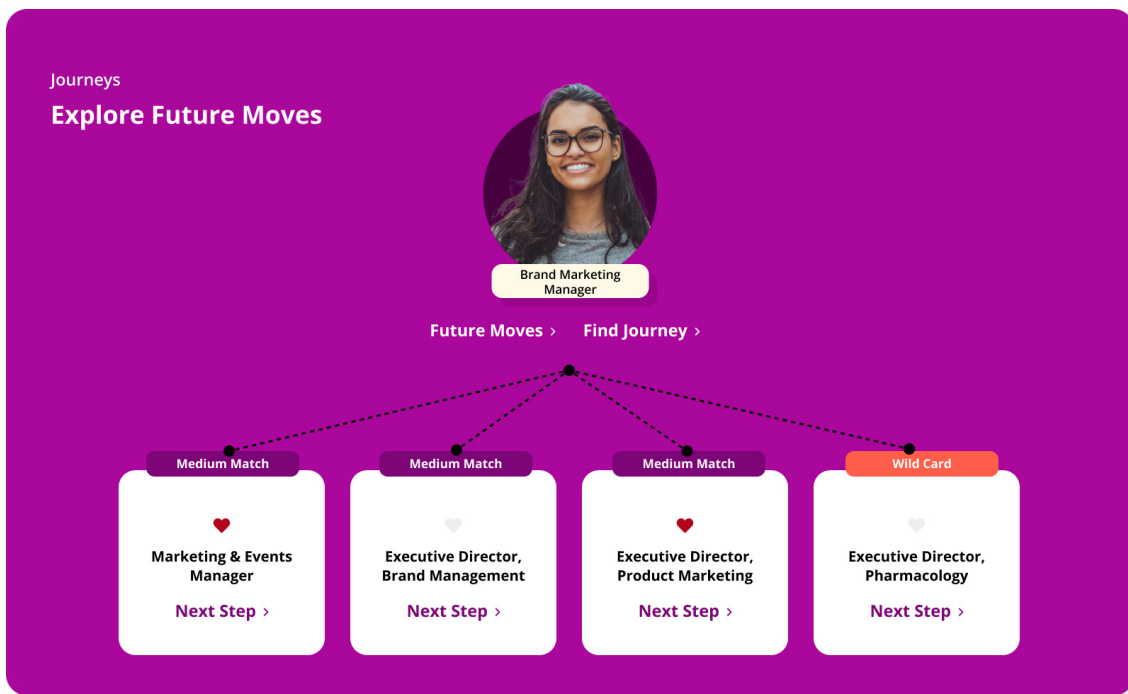 Journeys
Explore Future Moves
Brand Marketing
Manager
Future Moves >
Find Journey >
Medium Match
Medium Match
Medium Match
Wild Card
Marketing & Events
Manager
Next Step >
Executive Director,
Brand Management
Next Step >
Executive Director,
Product Marketing
Next Step >
Executive Director,
Pharmacology
Next Step >